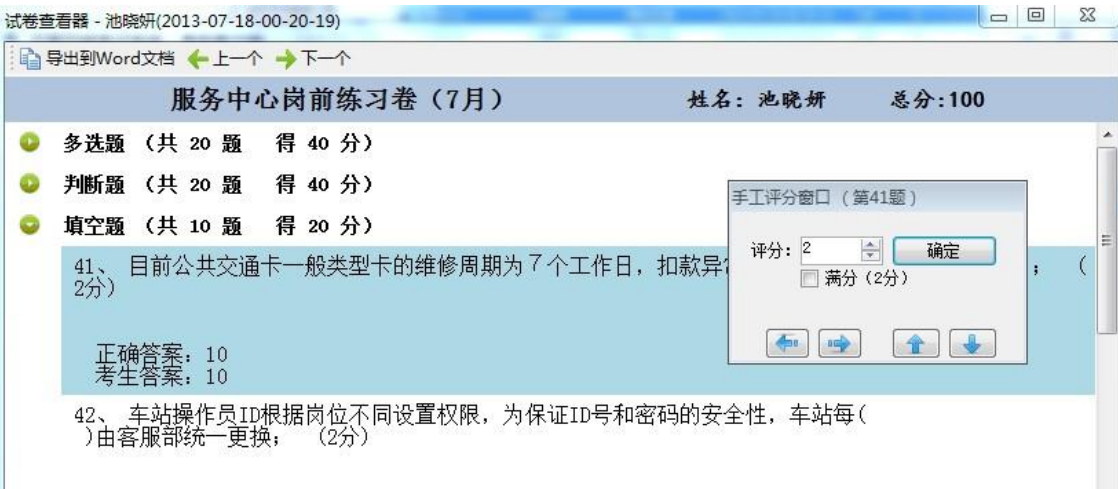 试卷查看器 - 池晓妍(2013-07-18-00-20-19)
导出到Word文档 上一个 下一个
服务中心岗前练习卷（7月） 姓名：池晓妍 总分:100
多选题 （共 20 题 得 40 分）
判断题 （共 20 题 得 40 分）
填空题 （共 10 题 得 20 分）
41、 目前公共交通卡一般类型卡的维修周期为７个工作日，扣款异 ； （
2分）
正确答案：10
考生答案：10
42、 车站操作员ID根据岗位不同设置权限，为保证ID号和密码的安全性，车站每(
)由客服部统一更换； （2分）
手工评分窗口 （第41题）
评分：2 确定
满分（2分）